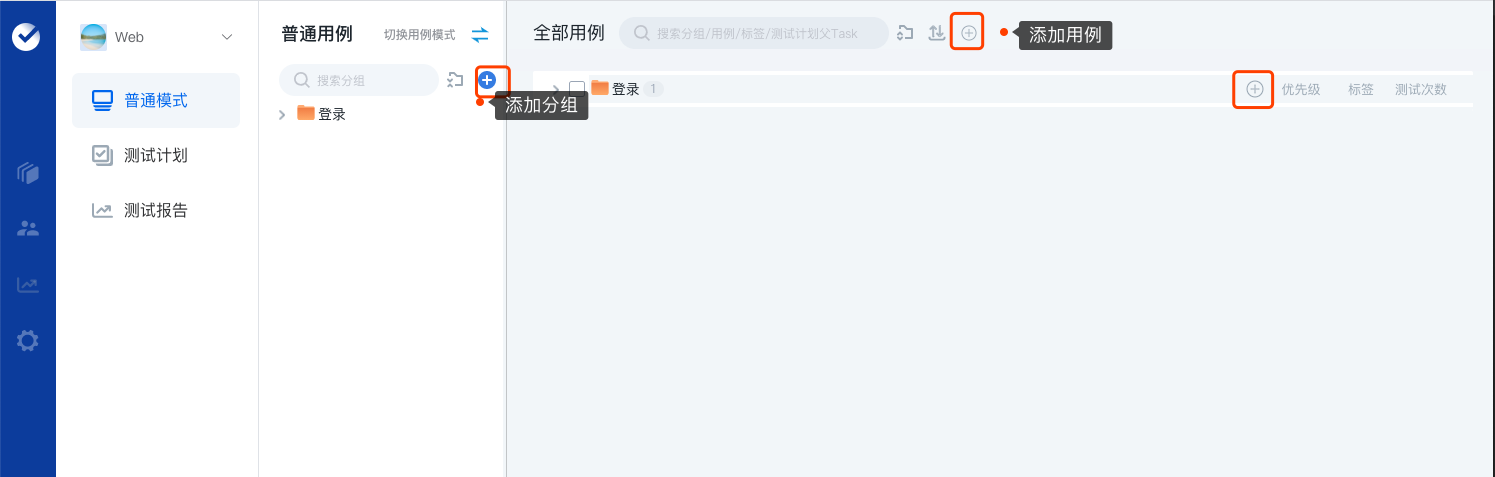 Web
普通模式
测试计划
测试报告
普通用例
切换用例模式
搜索分组
添加分组
登录
全部用例
搜索分组/用例/标签/测试计划父Task
添加用例
登录 1
优先级
标签
测试次数